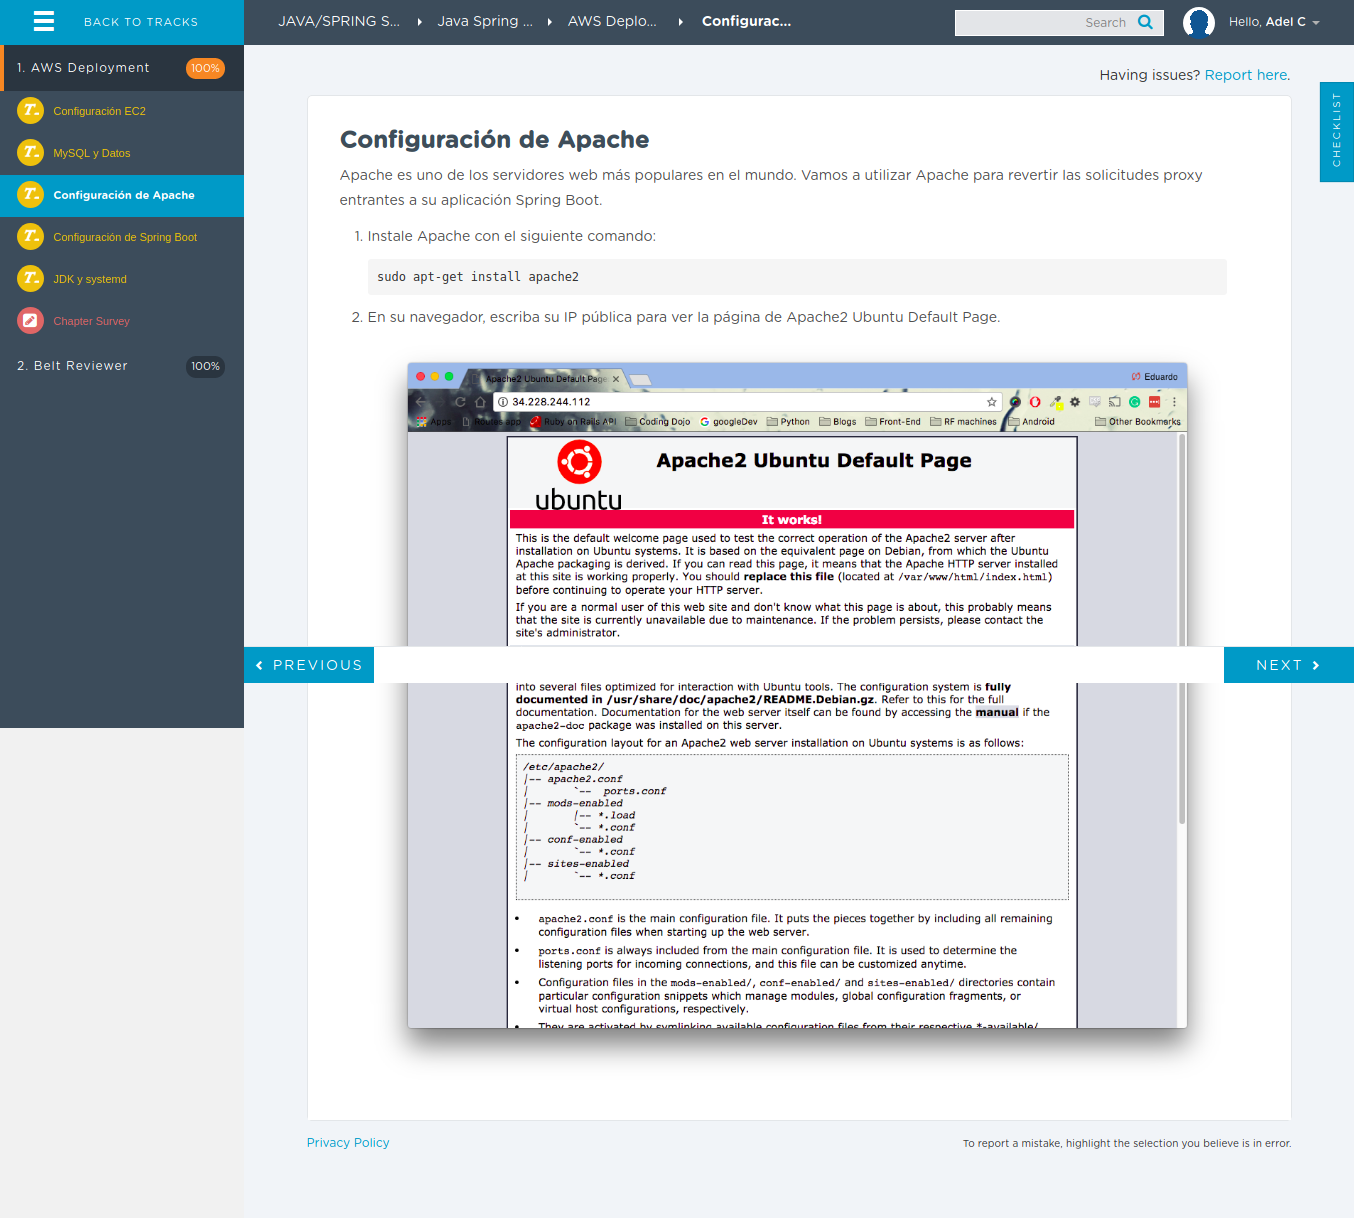 BACK TO TRACKS
JAVA/SPRING S...
Java Spring ...
AWS Deplo...
Configurac...
Search
Hello, Adel C
1. AWS Deployment
100%
Configuración EC2
MySQL y Datos
Configuración de Apache
Configuración de Spring Boot
JDK y systemd
Chapter Survey
2. Belt Reviewer
100%
Having issues? Report here.
CHECKLIST
Configuración de Apache
Apache es uno de los servidores web más populares en el mundo. Vamos a utilizar Apache para revertir las solicitudes proxy
entrantes a su aplicación Spring Boot.
1. Instale Apache con el siguiente comando:
sudo apt-get install apache2
2. En su navegador, escriba su IP pública para ver la página de Apache2 Ubuntu Default Page.
Apache2 Ubuntu Default Page:
Eduardo
34.228.244.112
Apps
Routes app
Ruby on Rails API
Coding Dojo
googleDev
Python
Blogs
Front-End
RF machines
Android
Other Bookmarks
ubuntu
Apache2 Ubuntu Default Page
It works!
This is the default welcome page used to test the correct operation of the Apache2 server after
installation on Ubuntu systems. It is based on the equivalent page on Debian, from which the Ubuntu
Apache packaging is derived. If you can read this page, it means that the Apache HTTP server installed
at this site is working properly. You should replace this file (located at /var/www/html/index.html)
before continuing to operate your HTTP server.
If you are a normal user of this web site and don't know what this page is about, this probably means
that the site is currently unavailable due to maintenance. If the problem persists, please contact the
site's administrator.
PREVIOUS
NEXT
into several files optimized for interaction with Ubuntu tools. The configuration system is fully
documented in /usr/share/doc/apache2/README.Debian.gz. Refer to this for the full
documentation. Documentation for the web server itself can be found by accessing the manual if the
apache2-doc package was installed on this server.
The configuration layout for an Apache2 web server installation on Ubuntu systems is as follows:
/etc/apache2/
|-- apache2.conf
|       `--  ports.conf
|-- mods-enabled
|       |-- *.load
|       `-- *.conf
|-- conf-enabled
|       `-- *.conf
|-- sites-enabled
|       `-- *.conf
• apache2.conf is the main configuration file. It puts the pieces together by including all remaining
configuration files when starting up the web server.
• ports.conf is always included from the main configuration file. It is used to determine the
listening ports for incoming connections, and this file can be customized anytime.
• Configuration files in the mods-enabled/, conf-enabled/ and sites-enabled/ directories contain
particular configuration snippets which manage modules, global configuration fragments, or
virtual host configurations, respectively.
• They are activated by symlinking available configuration files from their respective *-available/
Privacy Policy
To report a mistake, highlight the selection you believe is in error.